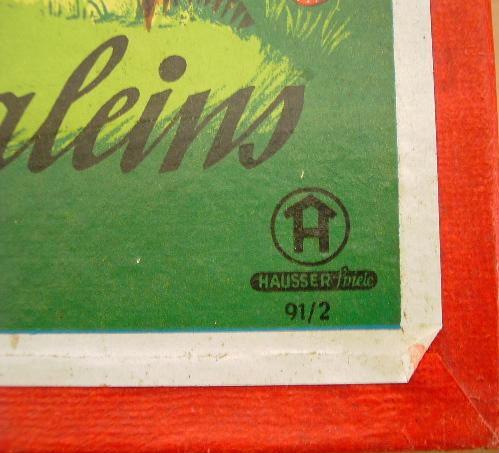 aleins
H
HAUSSER-Spiele
91/2